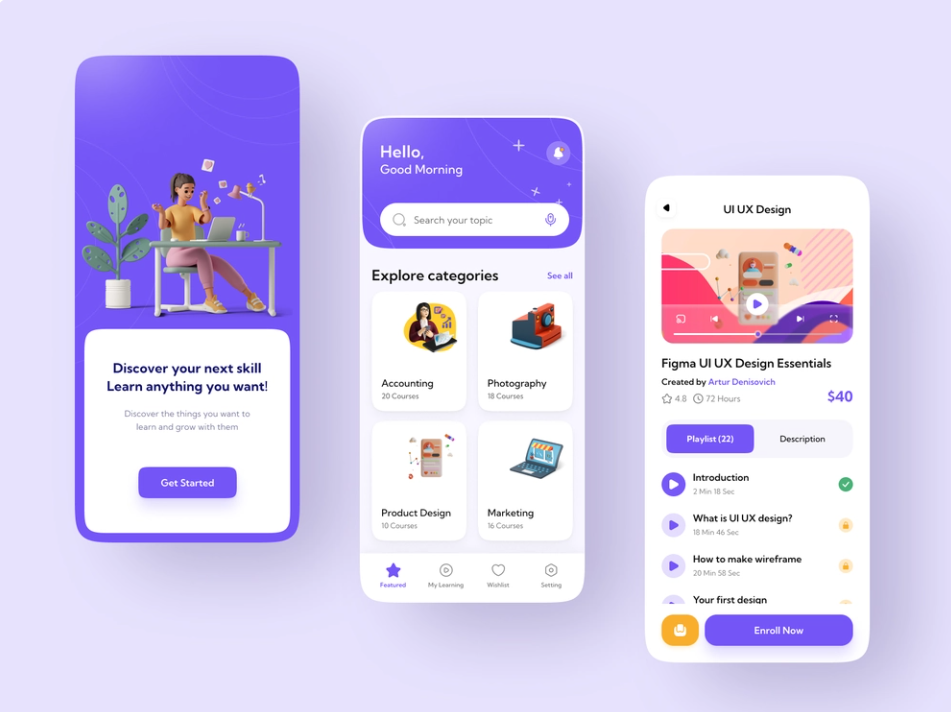 Discover your next skill
Learn anything you want!
Discover the things you want to
learn and grow with them
Get Started
Hello,
Good Morning
Search your topic
Explore categories
See all
Accounting
20 Courses
Photography
18 Courses
Product Design
10 Courses
Marketing
16 Courses
Featured
My Learning
Wishlist
Setting
UI UX Design
Figma UI UX Design Essentials
Created by Artur Denisovich
4.8
72 Hours
$40
Playlist (22)
Description
Introduction
2 Min 18 Sec
What is UI UX design?
18 Min 46 Sec
How to make wireframe
20 Min 58 Sec
Your first design
Enroll Now